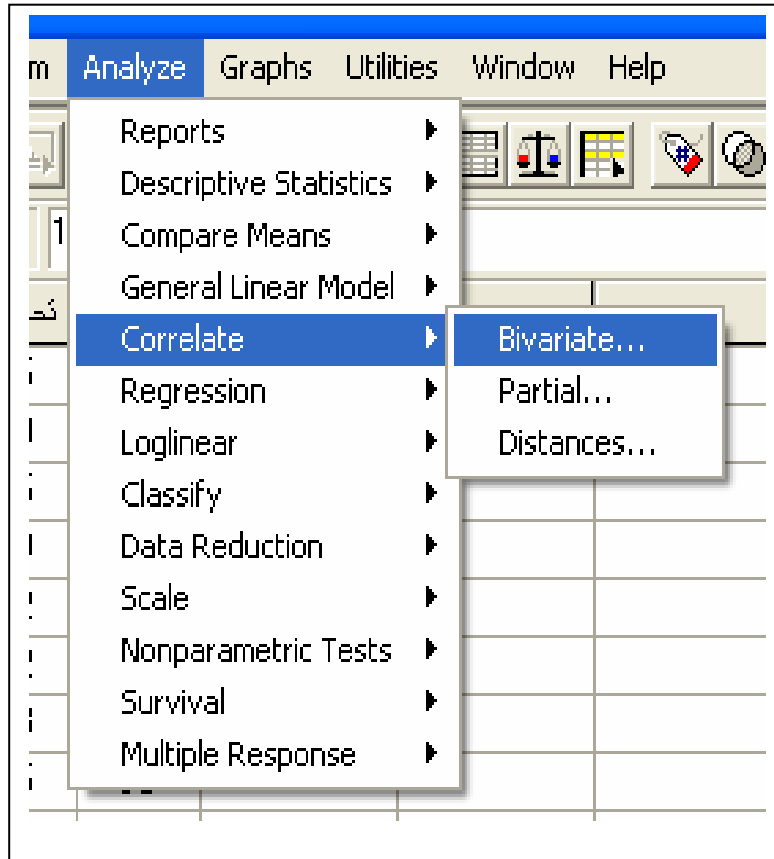 m Analyze Graphs Utilities Window Help
Reports
Descriptive Statistics
1 Compare Means
General Linear Model
Correlate Bivariate...
Regression Partial...
Loglinear Distances...
Classify
Data Reduction
Scale
Nonparametric Tests
Survival
Multiple Response